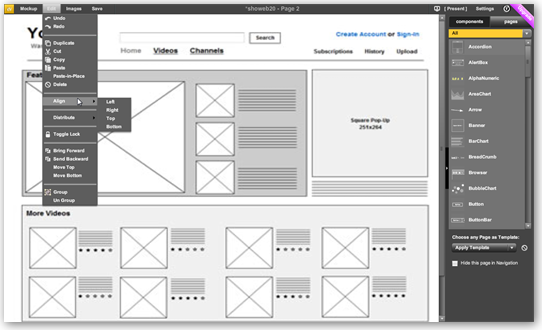 Mockup Edit Images Save *showeb20 - Page 2 [ Present ] Settings
Undo
Redo
Duplicate
Cut
Copy
Paste
Paste-in-Place
Delete
Align
Left
Right
Top
Bottom
Distribute
Toggle Lock
Bring Forward
Send Backward
Move Top
Move Bottom
Group
Un Group
Search
Create Account or Sign-In
Home Videos Channels
Subscriptions History Upload
Square Pop-Up
251x264
More Videos
components pages
All
Accordion
AlertBox
AlphaNumeric
AreaChart
Arrow
Banner
BarChart
BreadCrumb
Browser
BubbleChart
Button
ButtonBar
Choose any Page as Template:
Apply Template
Hide this page in Navigation